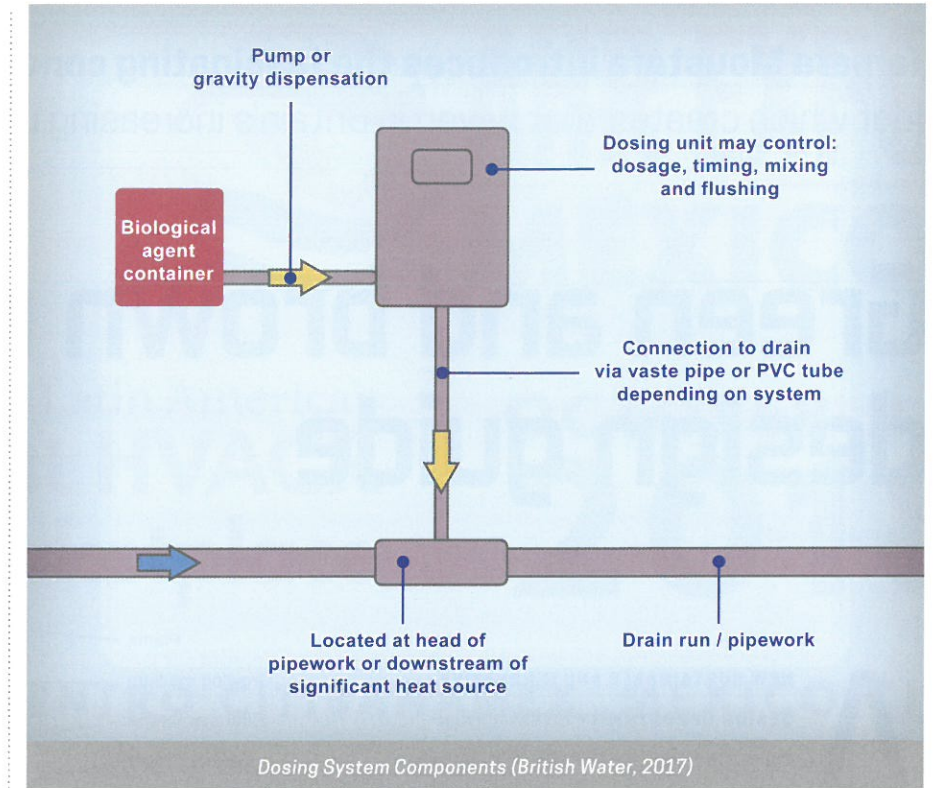 Pump or
gravity dispensation
Dosing unit may control:
dosage, timing, mixing
and flushing
Biological
agent
container
Connection to drain
via vaste pipe or PVC tube
depending on system
Located at head of
pipework or downstream of
significant heat source
Drain run / pipework
Dosing System Components (British Water, 2017)